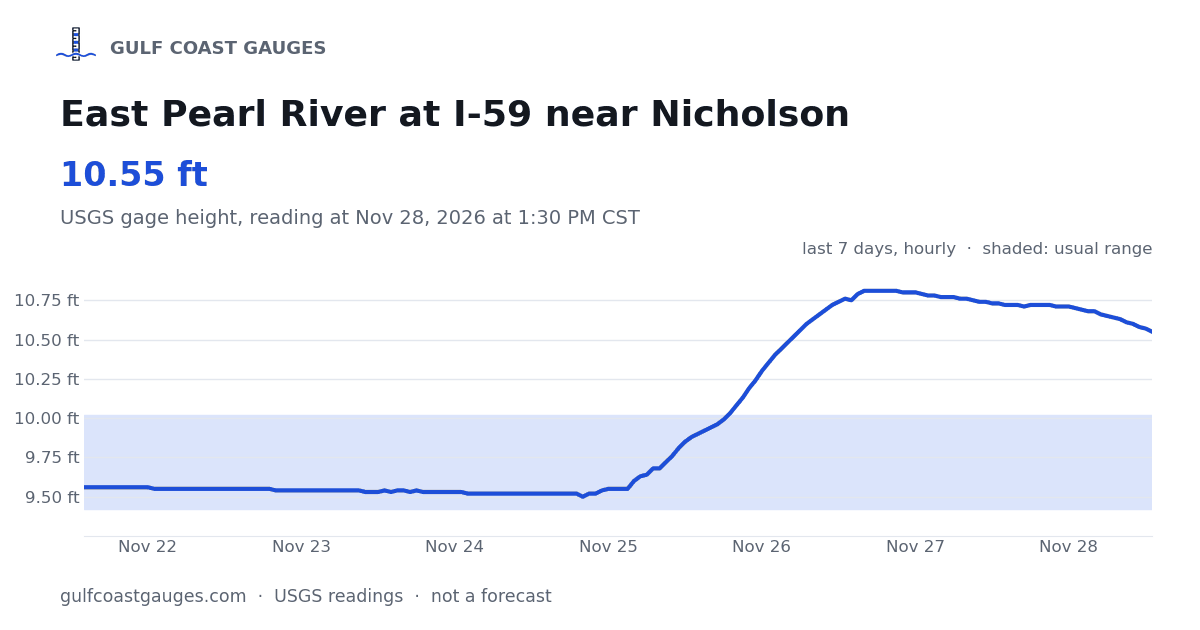 GULF COAST GAUGES
East Pearl River at I-59 near Nicholson
10.55 ft
USGS gage height, reading at Nov 28, 2026 at 1:30 PM CST
last 7 days, hourly · shaded: usual range
10.75 ft
10.50 ft
10.25 ft
10.00 ft
9.75 ft
9.50 ft
Nov 22 Nov 23 Nov 24 Nov 25 Nov 26 Nov 27 Nov 28
gulfcoastgauges.com · USGS readings · not a forecast